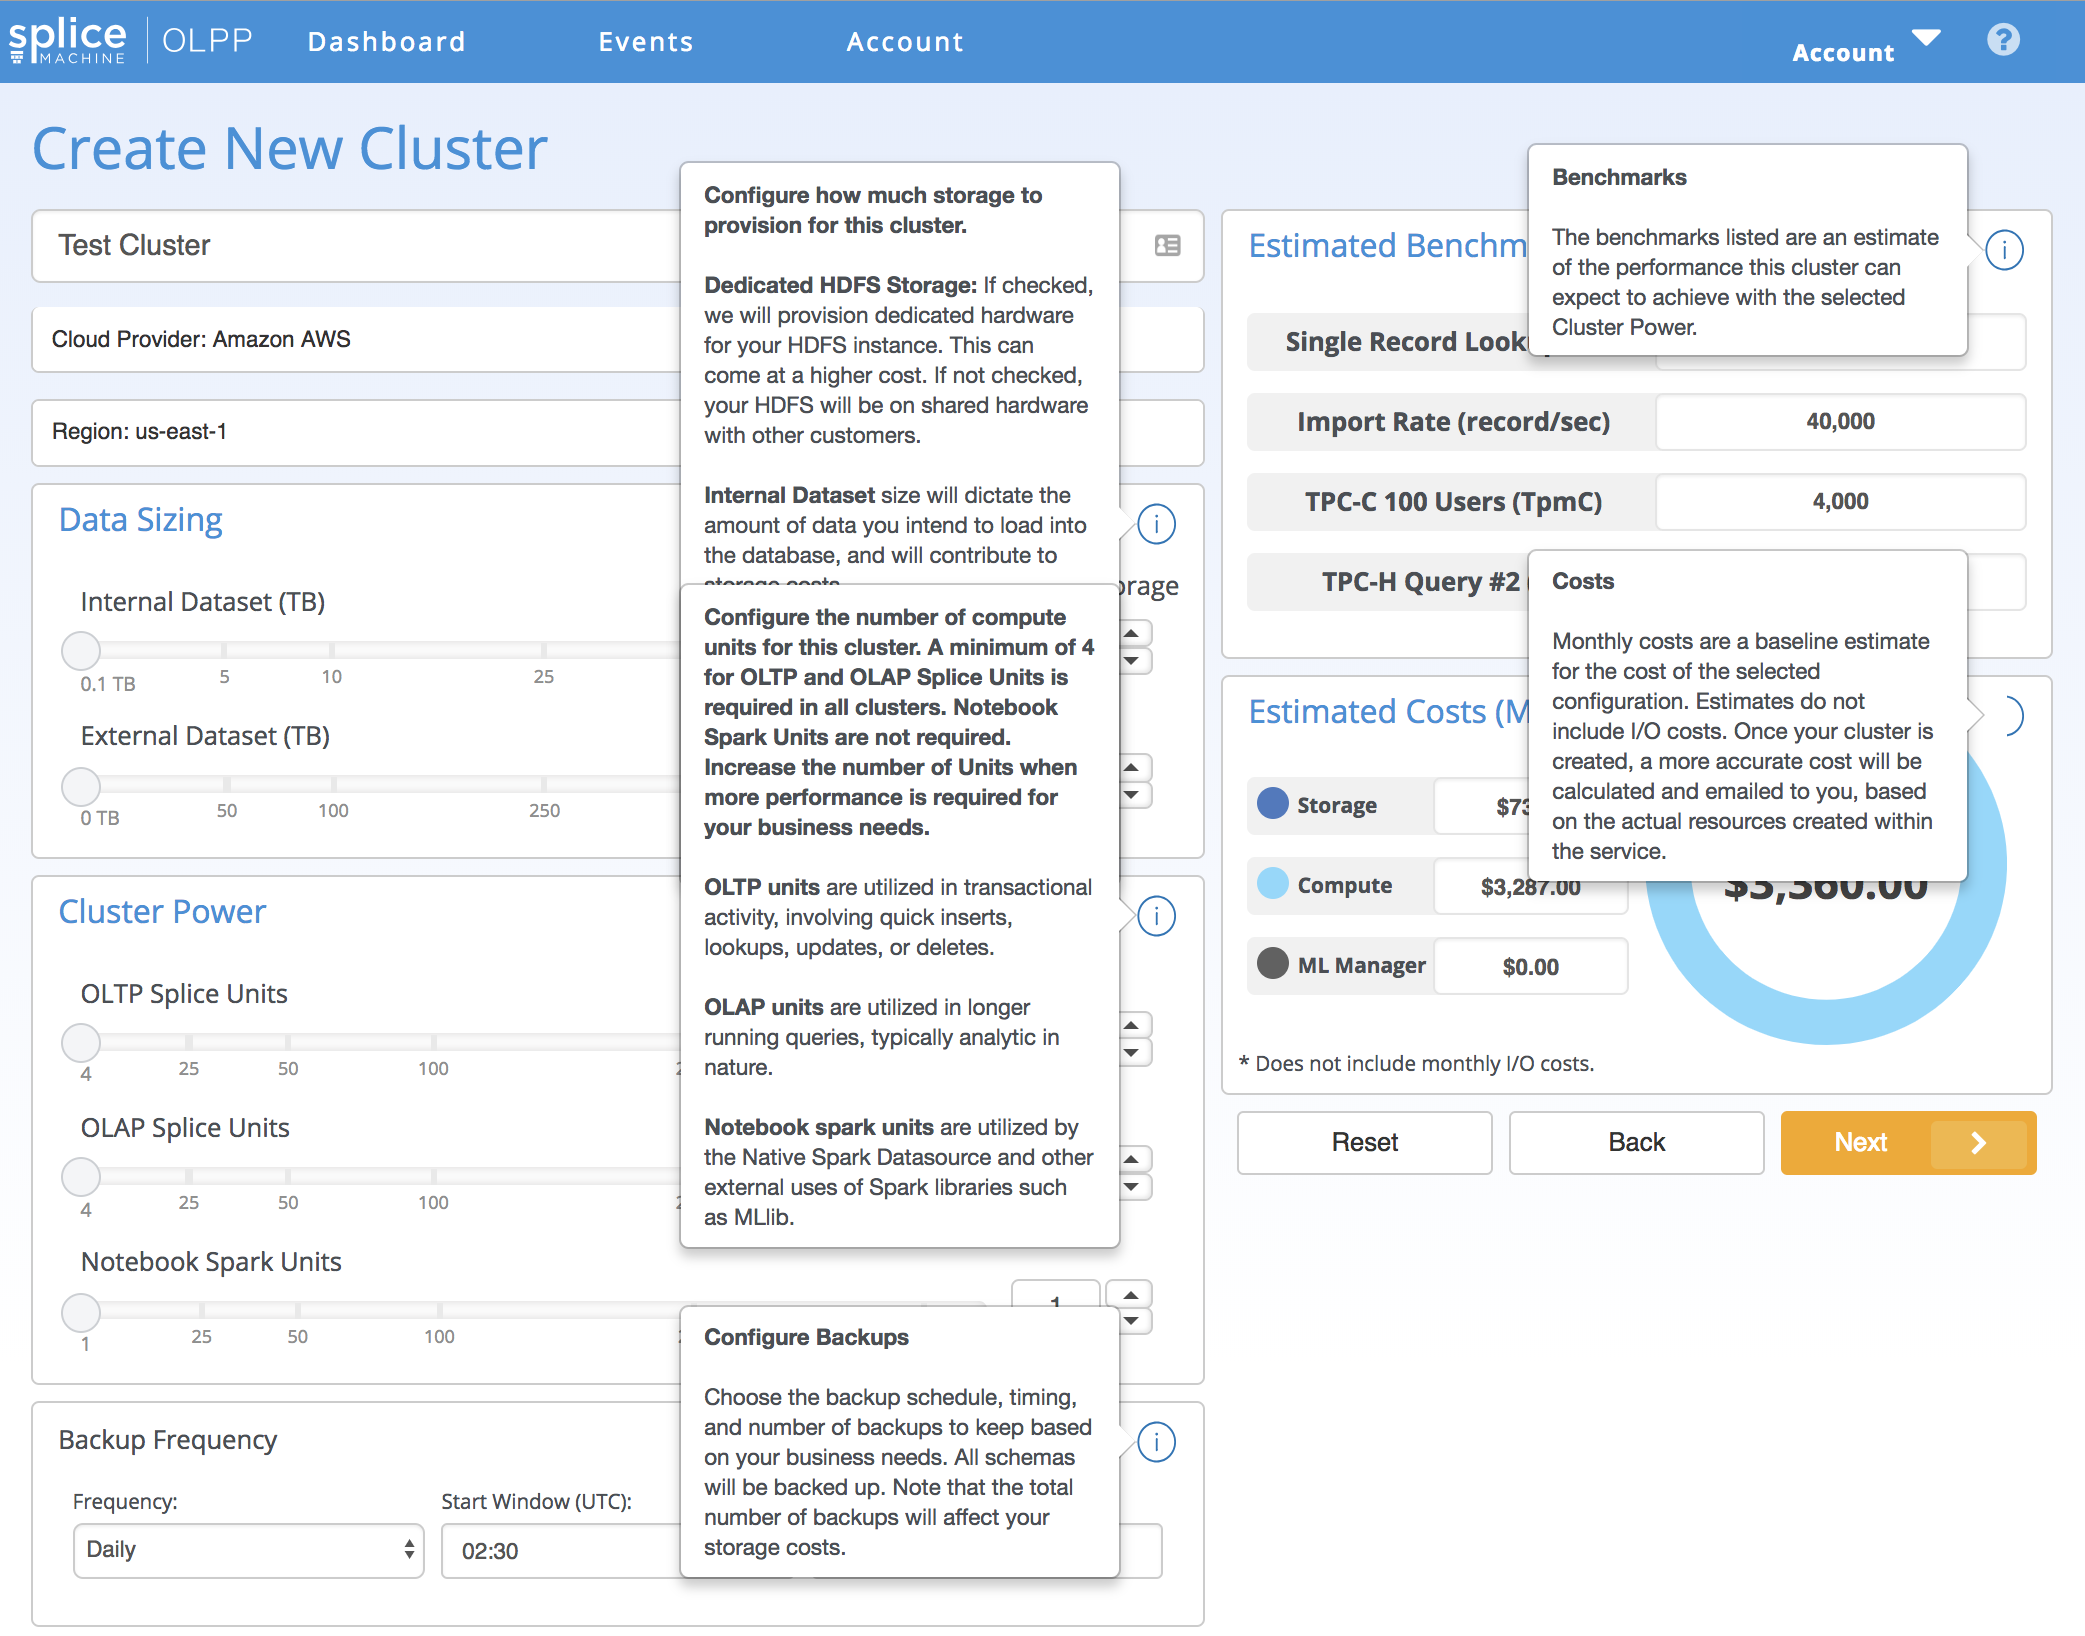 splice MACHINE OLPP Dashboard Events Account Account ?
Create New Cluster
Test Cluster
Cloud Provider: Amazon AWS
Region: us-east-1
Data Sizing
Internal Dataset (TB)
0.1 TB 5 10 25
External Dataset (TB)
0 TB 50 100 250
Cluster Power
OLTP Splice Units
4 25 50 100
OLAP Splice Units
4 25 50 100
Notebook Spark Units
1 25 50 100
1
Backup Frequency
Frequency:
Daily
Start Window (UTC):
02:30
Configure how much storage to
provision for this cluster.
Dedicated HDFS Storage: If checked,
we will provision dedicated hardware
for your HDFS instance. This can
come at a higher cost. If not checked,
your HDFS will be on shared hardware
with other customers.
Internal Dataset size will dictate the
amount of data you intend to load into
the database, and will contribute to
storage costs
i
Configure the number of compute
units for this cluster. A minimum of 4
for OLTP and OLAP Splice Units is
required in all clusters. Notebook
Spark Units are not required.
Increase the number of Units when
more performance is required for
your business needs.
OLTP units are utilized in transactional
activity, involving quick inserts,
lookups, updates, or deletes.
OLAP units are utilized in longer
running queries, typically analytic in
nature.
Notebook spark units are utilized by
the Native Spark Datasource and other
external uses of Spark libraries such
as MLlib.
i
Configure Backups
Choose the backup schedule, timing,
and number of backups to keep based
on your business needs. All schemas
will be backed up. Note that the total
number of backups will affect your
storage costs.
i
Estimated Benchm
Single Record Look
Import Rate (record/sec) 40,000
TPC-C 100 Users (TpmC) 4,000
TPC-H Query #2
Benchmarks
The benchmarks listed are an estimate
of the performance this cluster can
expect to achieve with the selected
Cluster Power.
i
Estimated Costs (M
Storage $73
Compute $3,287.00
ML Manager $0.00
$3,360.00
* Does not include monthly I/O costs.
Costs
Monthly costs are a baseline estimate
for the cost of the selected
configuration. Estimates do not
include I/O costs. Once your cluster is
created, a more accurate cost will be
calculated and emailed to you, based
on the actual resources created within
the service.
Reset Back Next